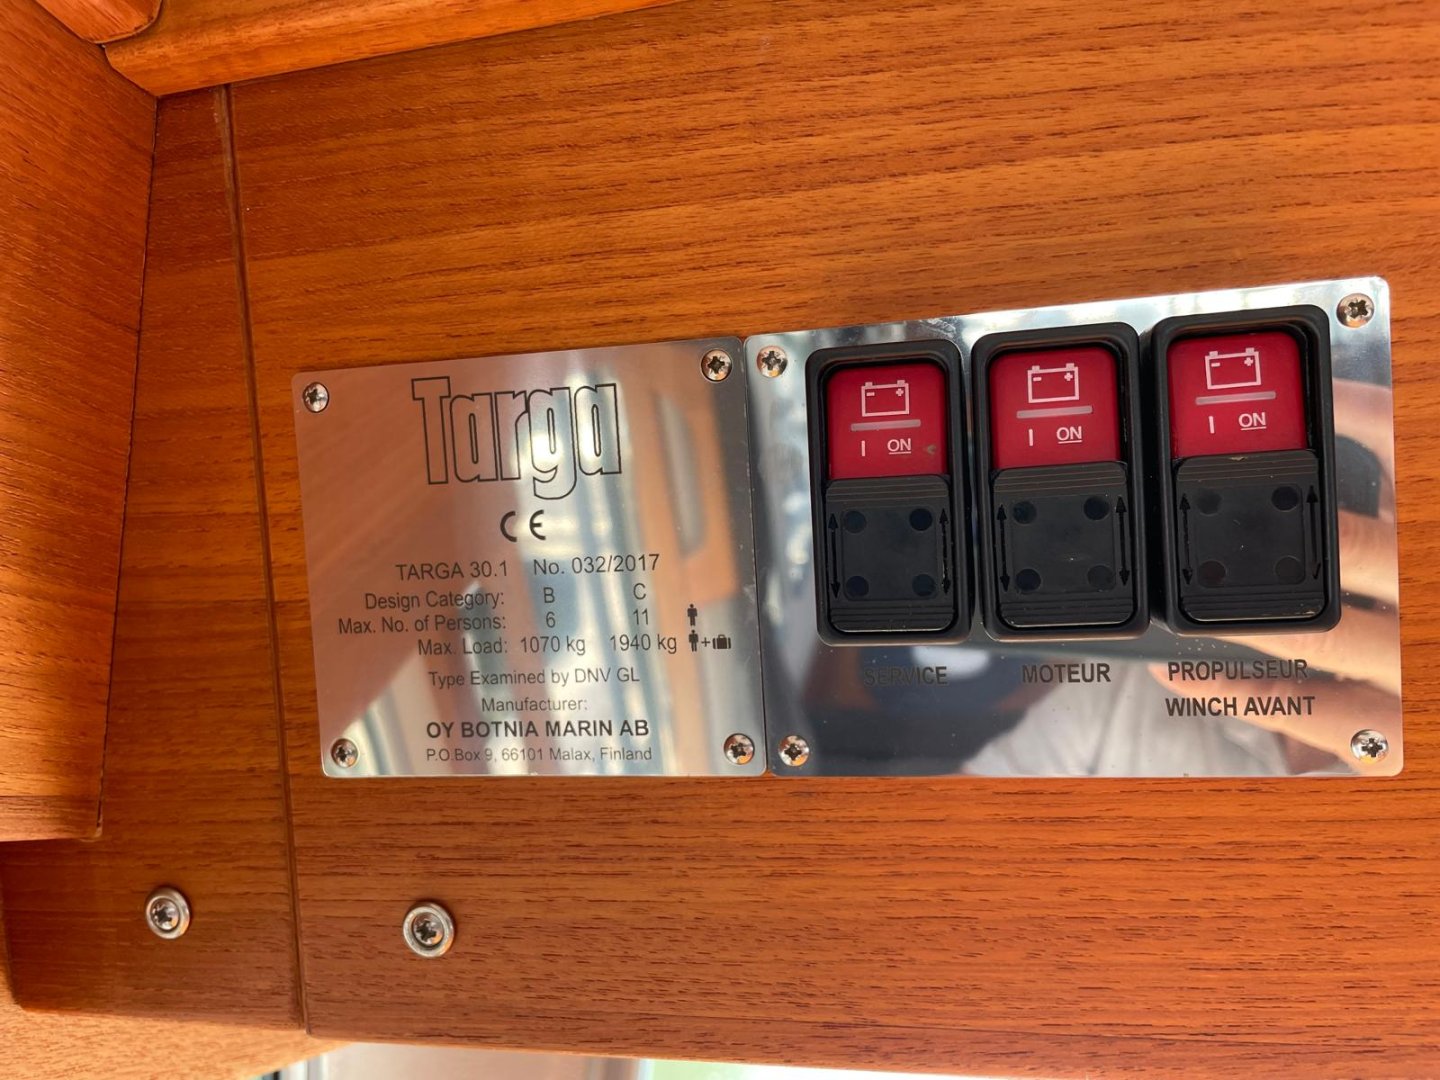 Targa
CE
TARGA 30.1 No. 032/2017
Design Category: B C
Max. No. of Persons: 6 11
Max. Load: 1070 kg 1940 kg +
Type Examined by DNV GL
Manufacturer:
OY BOTNIA MARIN AB
P.O.Box 9, 66101 Malax, Finland
- +
I ON
SERVICE
- +
I ON
MOTEUR
- +
I ON
PROPULSEUR
WINCH AVANT